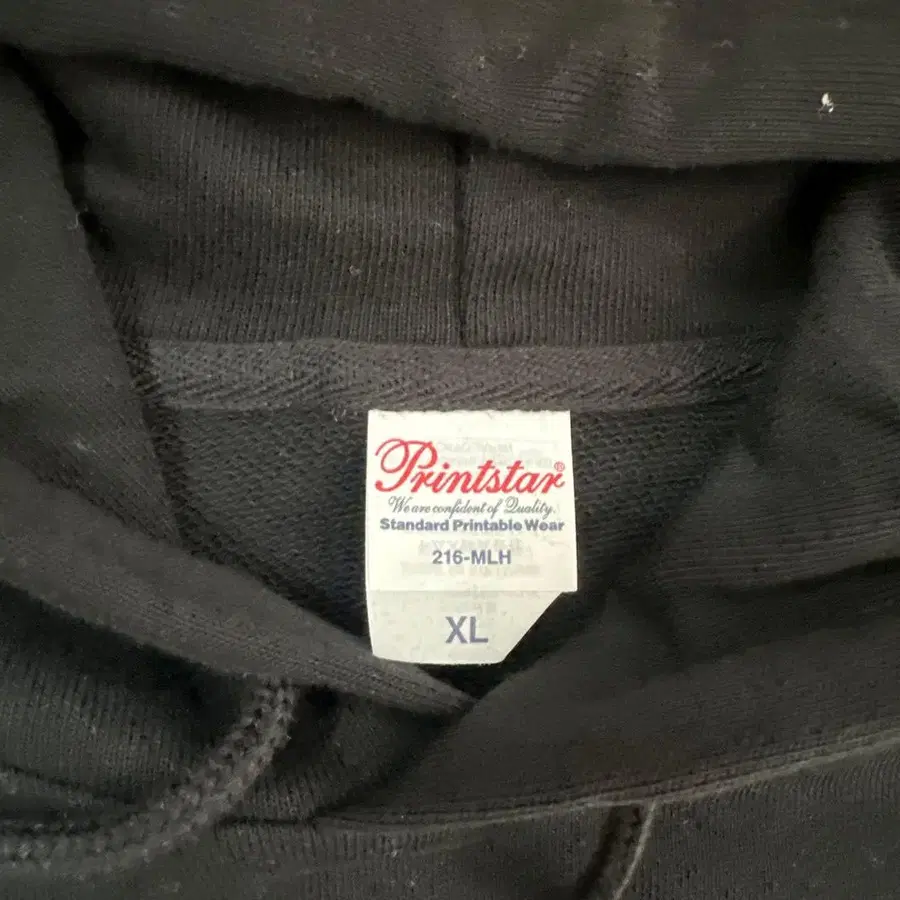 Printstar®
We are confident of Quality.
Standard Printable Wear
216-MLH
XL